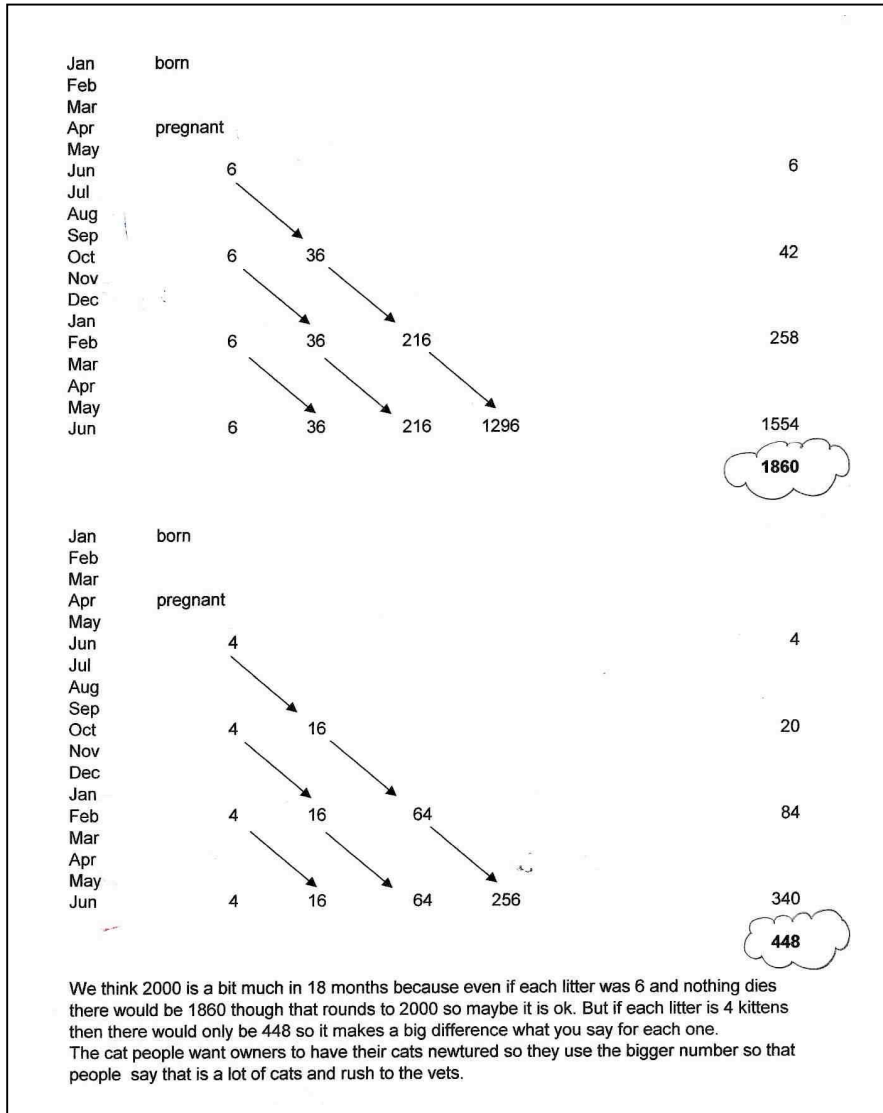 Jan born
Feb
Mar
Apr pregnant
May
Jun 6 6
Jul
Aug
Sep
Oct 6 36 42
Nov
Dec
Jan
Feb 6 36 216 258
Mar
Apr
May
Jun 6 36 216 1296 1554
1860
Jan born
Feb
Mar
Apr pregnant
May
Jun 4 4
Jul
Aug
Sep
Oct 4 16 20
Nov
Dec
Jan
Feb 4 16 64 84
Mar
Apr
May
Jun 4 16 64 256 340
448
We think 2000 is a bit much in 18 months because even if each litter was 6 and nothing dies
there would be 1860 though that rounds to 2000 so maybe it is ok. But if each litter is 4 kittens
then there would only be 448 so it makes a big difference what you say for each one.
The cat people want owners to have their cats newtured so they use the bigger number so that
people say that is a lot of cats and rush to the vets.